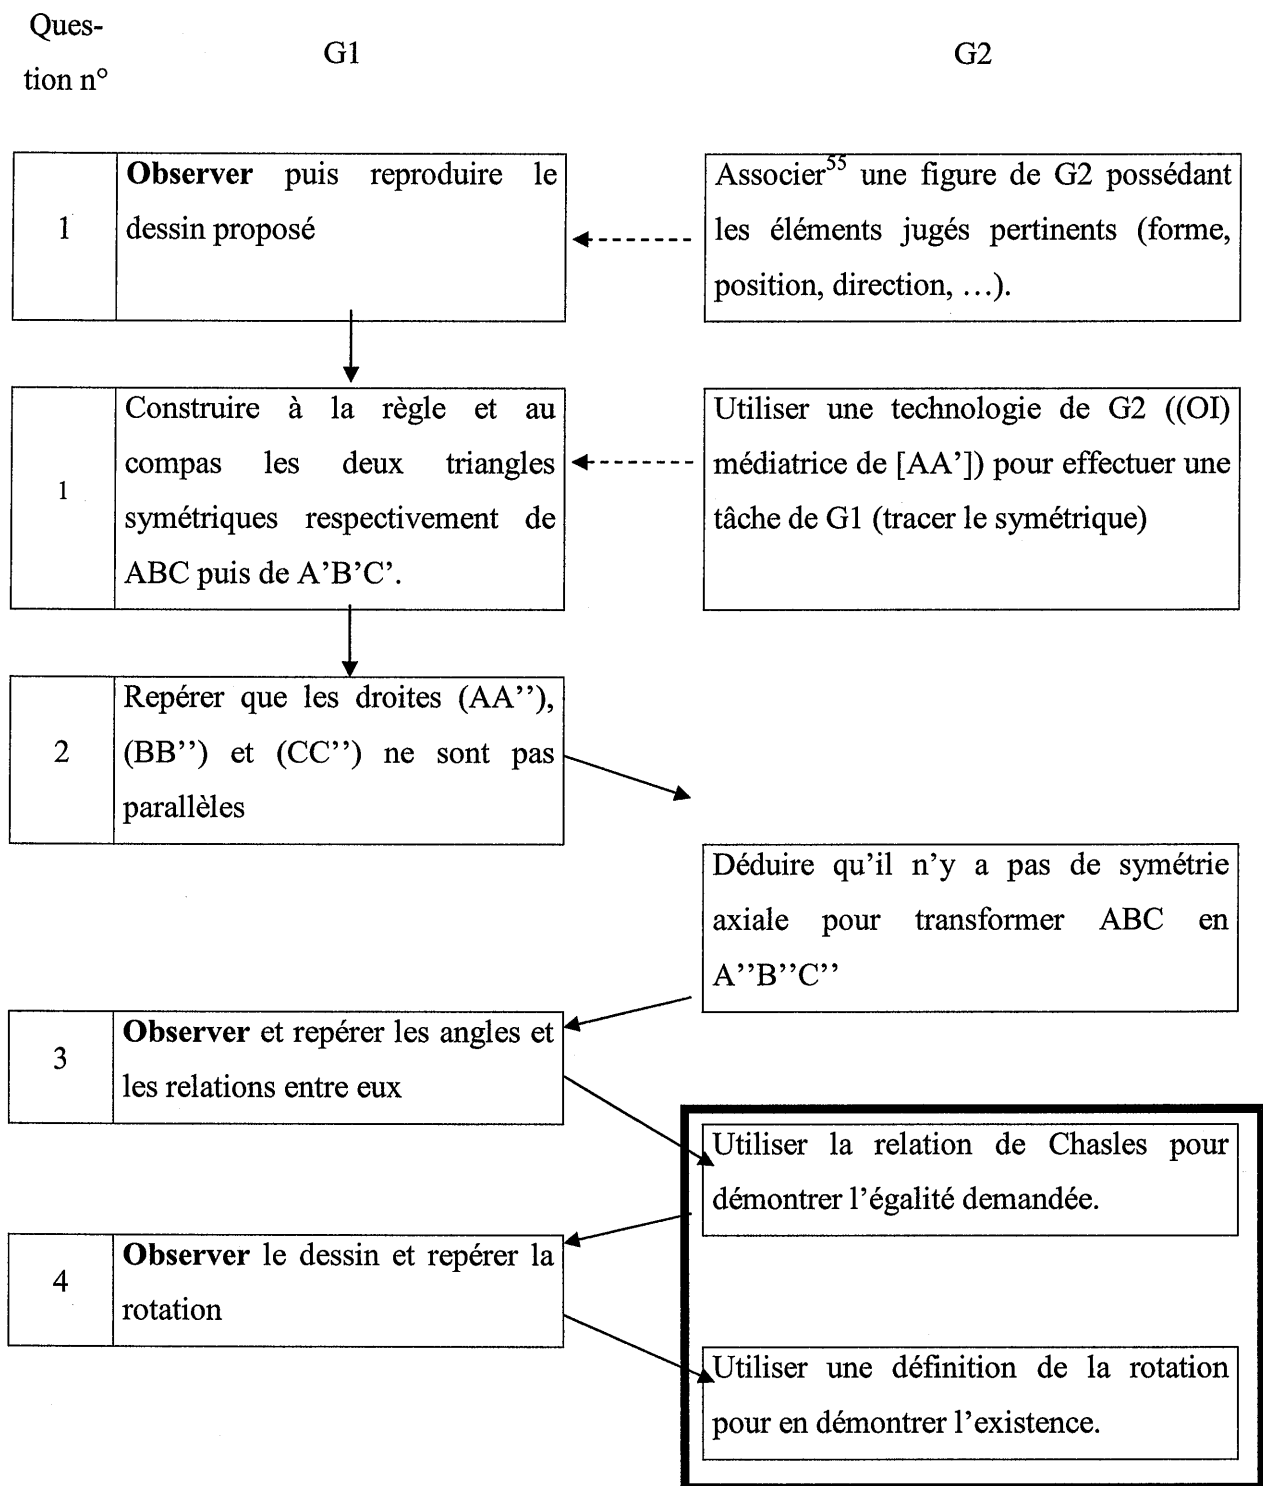 Ques-
tion n°
G1
G2
1
Observer puis reproduire le
dessin proposé
Associer55 une figure de G2 possédant
les éléments jugés pertinents (forme,
position, direction, …).
1
Construire à la règle et au
compas les deux triangles
symétriques respectivement de
ABC puis de A’B’C’.
Utiliser une technologie de G2 ((OI)
médiatrice de [AA’]) pour effectuer une
tâche de G1 (tracer le symétrique)
2
Repérer que les droites (AA’’),
(BB’’) et (CC’’) ne sont pas
parallèles
Déduire qu’il n’y a pas de symétrie
axiale pour transformer ABC en
A’’B’’C’’
3
Observer et repérer les angles et
les relations entre eux
Utiliser la relation de Chasles pour
démontrer l’égalité demandée.
4
Observer le dessin et repérer la
rotation
Utiliser une définition de la rotation
pour en démontrer l’existence.